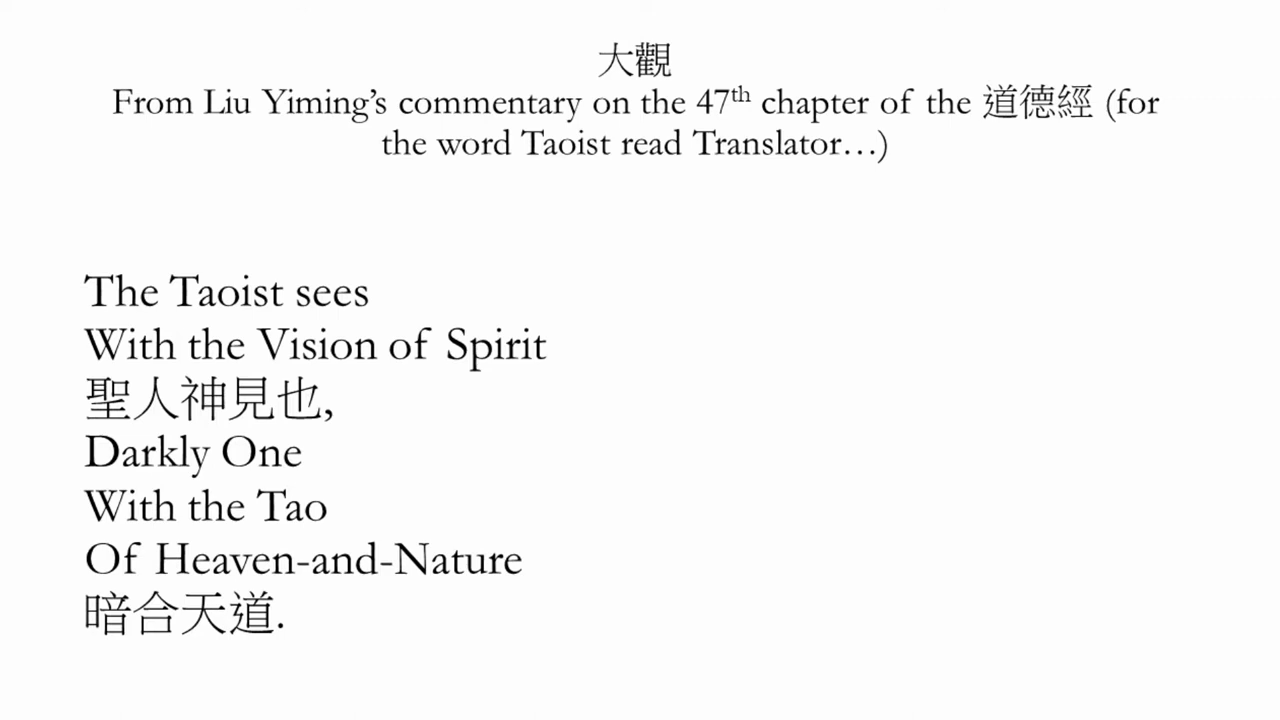 大觀
From Liu Yiming’s commentary on the 47th chapter of the 道德經 (for
the word Taoist read Translator…)
The Taoist sees
With the Vision of Spirit
聖人神見也,
Darkly One
With the Tao
Of Heaven-and-Nature
暗合天道.